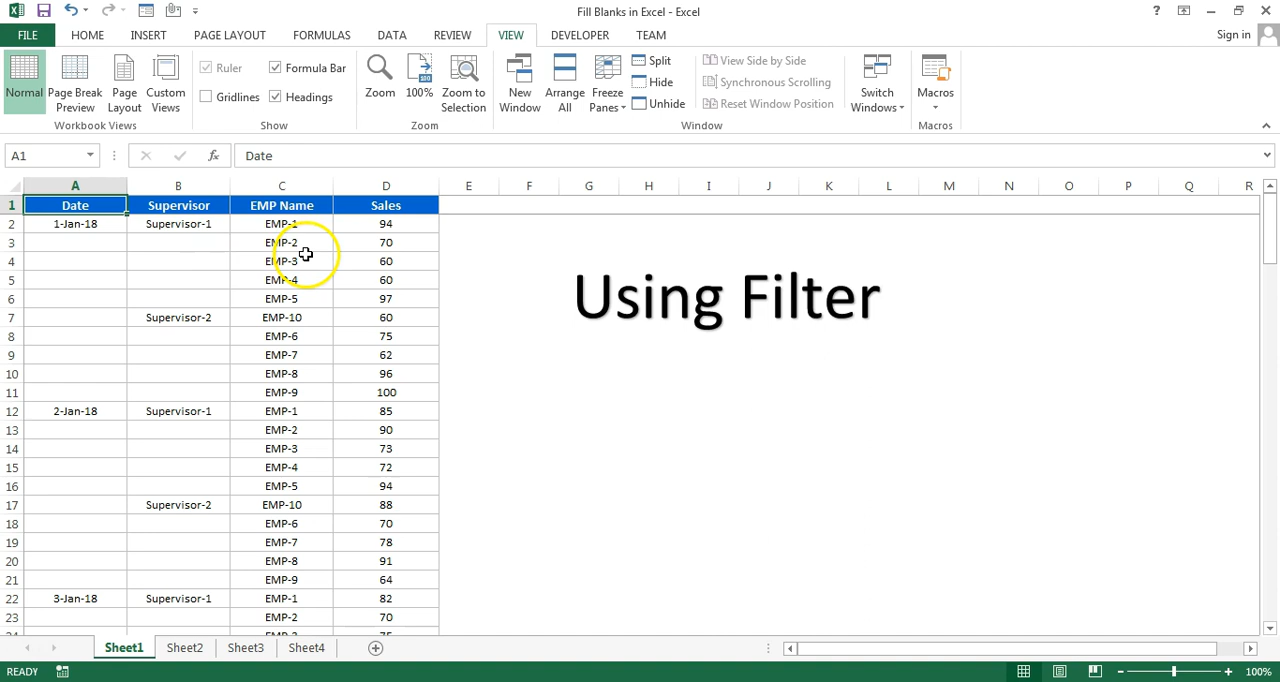 Fill Blanks in Excel - Excel
?
FILE HOME INSERT PAGE LAYOUT FORMULAS DATA REVIEW VIEW DEVELOPER TEAM Sign in
Normal
Page Break Preview
Page Layout
Custom Views
Workbook Views
Ruler
Formula Bar
Gridlines
Headings
Show
Zoom
100%
Zoom to Selection
Zoom
New Window
Arrange All
Freeze Panes
Split
Hide
Unhide
View Side by Side
Synchronous Scrolling
Reset Window Position
Window
Switch Windows
Macros
Macros
A1 fx Date
A B C D E F G H I J K L M N O P Q R
1 Date Supervisor EMP Name Sales
2 1-Jan-18 Supervisor-1 EMP-1 94
3 EMP-2 70
4 EMP-3 60
5 EMP-4 60
6 EMP-5 97
7 Supervisor-2 EMP-10 60
8 EMP-6 75
9 EMP-7 62
10 EMP-8 96
11 EMP-9 100
12 2-Jan-18 Supervisor-1 EMP-1 85
13 EMP-2 90
14 EMP-3 73
15 EMP-4 72
16 EMP-5 94
17 Supervisor-2 EMP-10 88
18 EMP-6 70
19 EMP-7 78
20 EMP-8 91
21 EMP-9 64
22 3-Jan-18 Supervisor-1 EMP-1 82
23 EMP-2 70
Using Filter
Sheet1 Sheet2 Sheet3 Sheet4
READY 100%